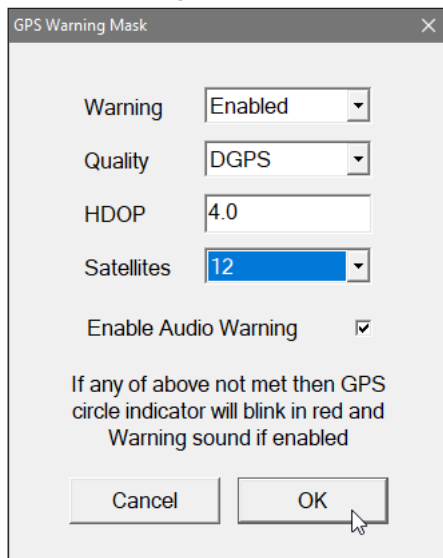 GPS Warning Mask
Warning Enabled
Quality DGPS
HDOP 4.0
Satellites 12
Enable Audio Warning
If any of above not met then GPS
circle indicator will blink in red and
Warning sound if enabled
Cancel OK